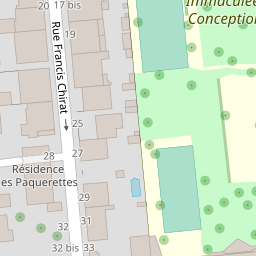 20 17 bis
Immaculée
Conception
19
Rue Francis Chirat
25
28
27
Résidence
es Paquerettes
29
31
32
32 bis
33